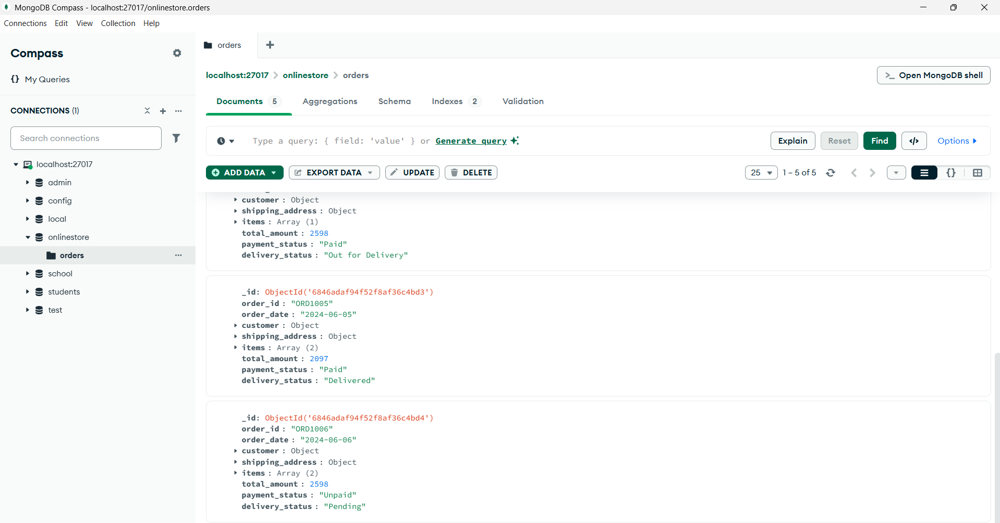 MongoDB Compass - localhost:27017/onlinestore.orders
Connections Edit View Collection Help
Compass
{} My Queries
CONNECTIONS (1)
Search connections
localhost:27017
admin
config
local
onlinestore
orders
school
students
test
orders
localhost:27017 > onlinestore > orders
>_ Open MongoDB shell
Documents 5 Aggregations Schema Indexes 2 Validation
Type a query: { field: 'value' } or Generate query
Explain Reset Find </> Options
ADD DATA EXPORT DATA UPDATE DELETE
25 1 – 5 of 5 {}
customer : Object
shipping_address : Object
items : Array (1)
total_amount : 2598
payment_status : "Paid"
delivery_status : "Out for Delivery"
_id: ObjectId('6846adaf94f52f8af36c4bd3')
order_id : "ORD1005"
order_date : "2024-06-05"
customer : Object
shipping_address : Object
items : Array (2)
total_amount : 2097
payment_status : "Paid"
delivery_status : "Delivered"
_id: ObjectId('6846adaf94f52f8af36c4bd4')
order_id : "ORD1006"
order_date : "2024-06-06"
customer : Object
shipping_address : Object
items : Array (2)
total_amount : 2598
payment_status : "Unpaid"
delivery_status : "Pending"